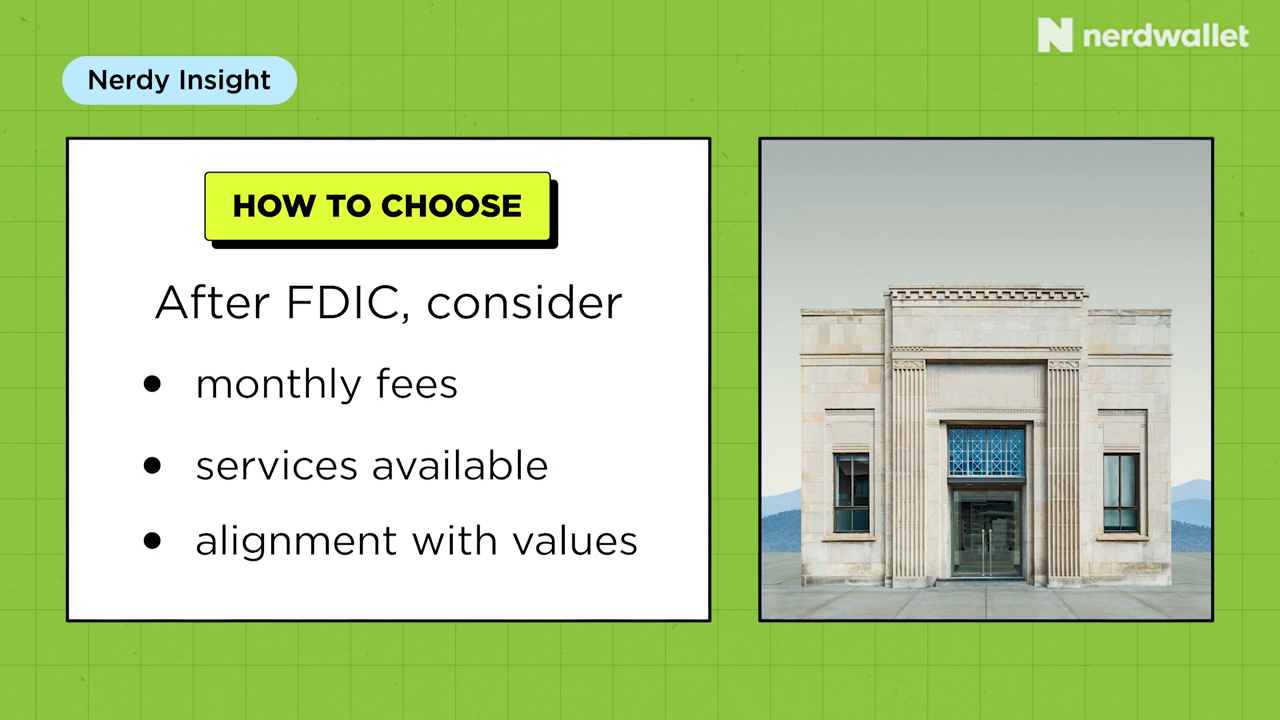 nerdwallet
Nerdy Insight
HOW TO CHOOSE
After FDIC, consider
• monthly fees
• services available
• alignment with values